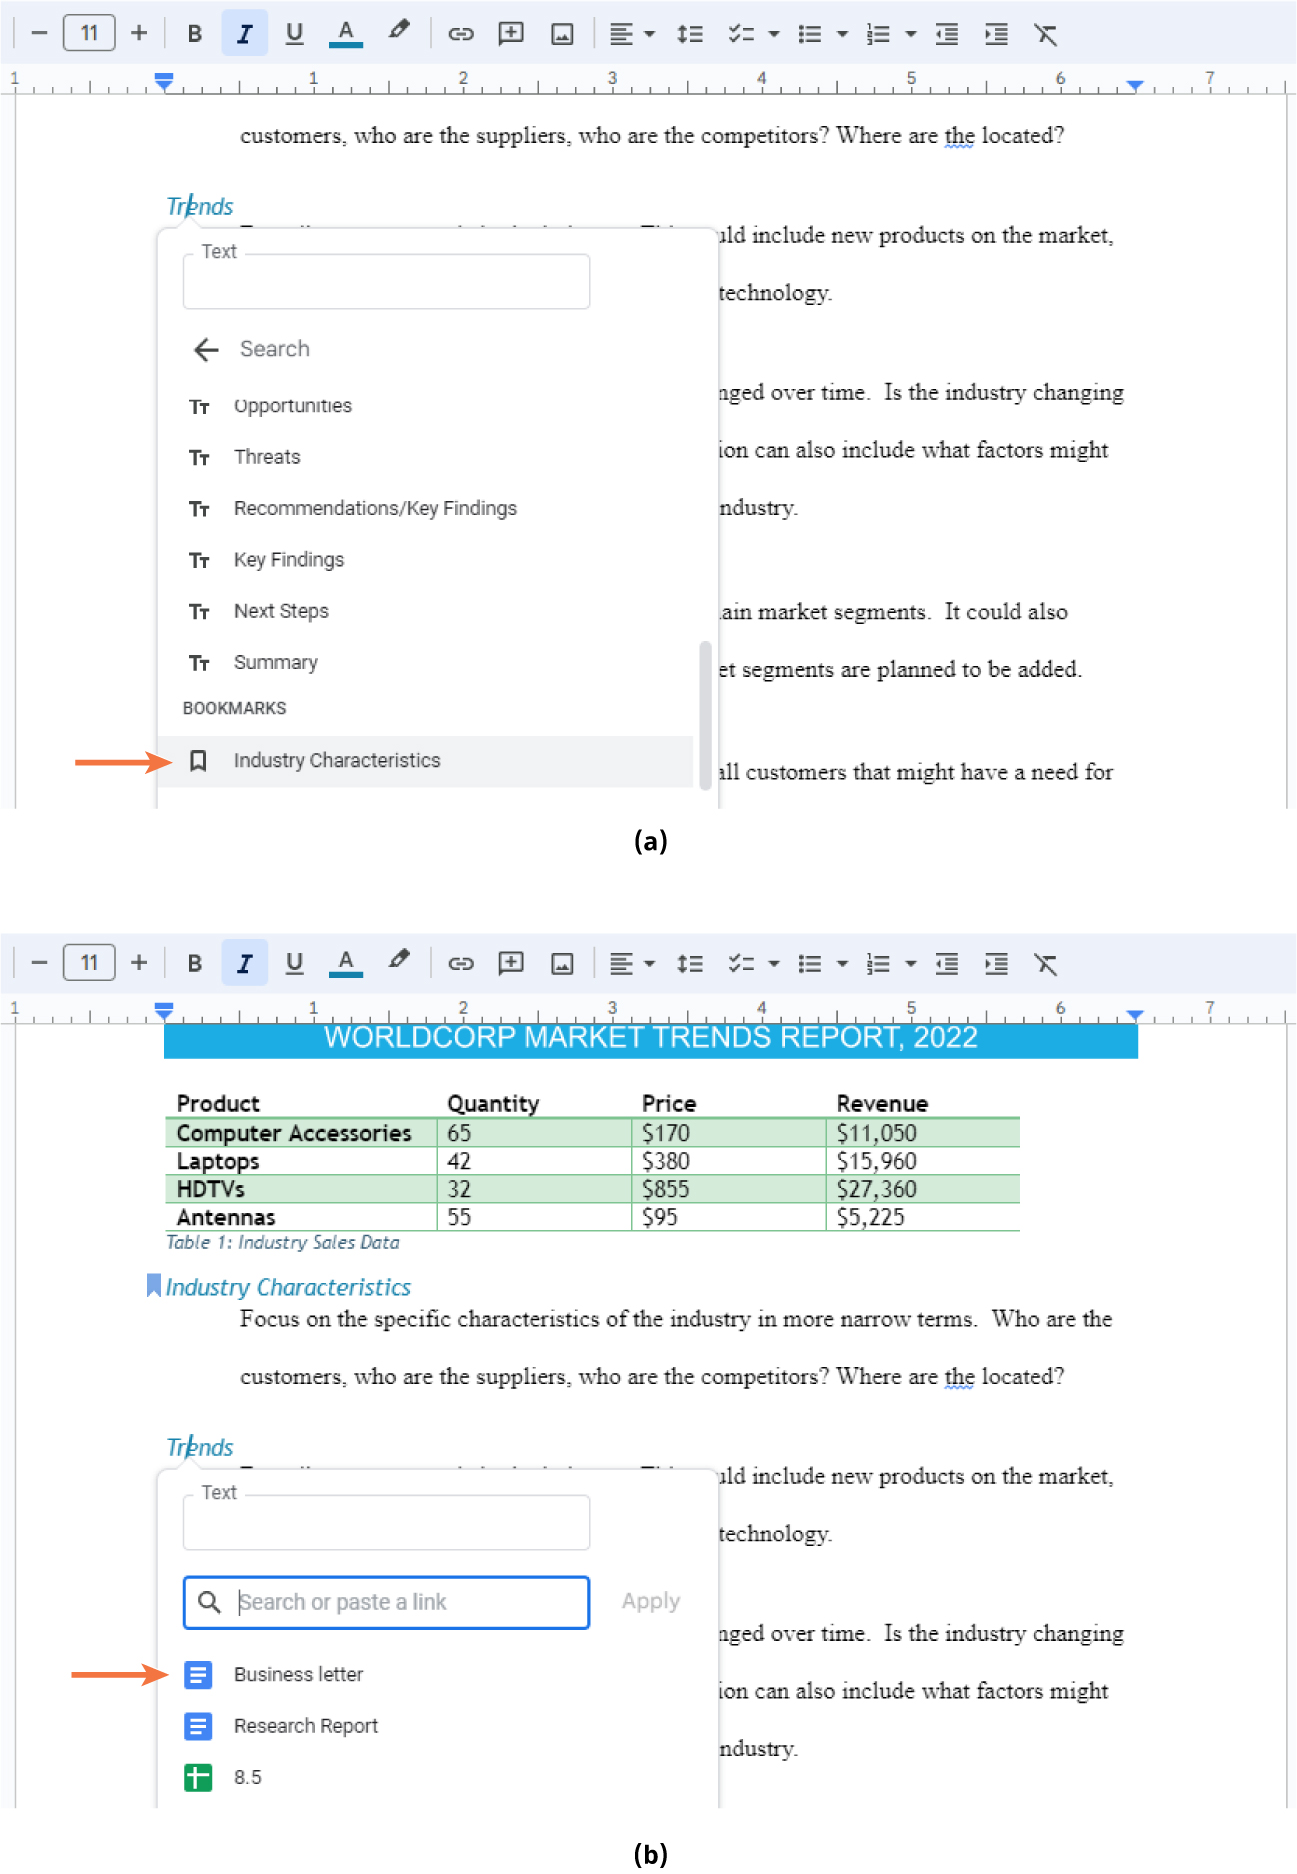 11 B I U A
1 1 2 3 4 5 6 7
customers, who are the suppliers, who are the competitors? Where are the located?
Trends
uld include new products on the market,
Text
technology.
Search
nged over time.  Is the industry changing
Opportunities
ion can also include what factors might
Threats
Recommendations/Key Findings
ndustry.
Key Findings
Next Steps
ain market segments.  It could also
Summary
et segments are planned to be added.
BOOKMARKS
Industry Characteristics
all customers that might have a need for
(a)
11 B I U A
1 1 2 3 4 5 6 7
WORLDCORP MARKET TRENDS REPORT, 2022
Product Quantity Price Revenue
Computer Accessories 65 $170 $11,050
Laptops 42 $380 $15,960
HDTVs 32 $855 $27,360
Antennas 55 $95 $5,225
Table 1: Industry Sales Data
Industry Characteristics
Focus on the specific characteristics of the industry in more narrow terms.  Who are the
customers, who are the suppliers, who are the competitors? Where are the located?
Trends
uld include new products on the market,
Text
technology.
Search or paste a link Apply
nged over time.  Is the industry changing
Business letter
ion can also include what factors might
Research Report
ndustry.
8.5
(b)